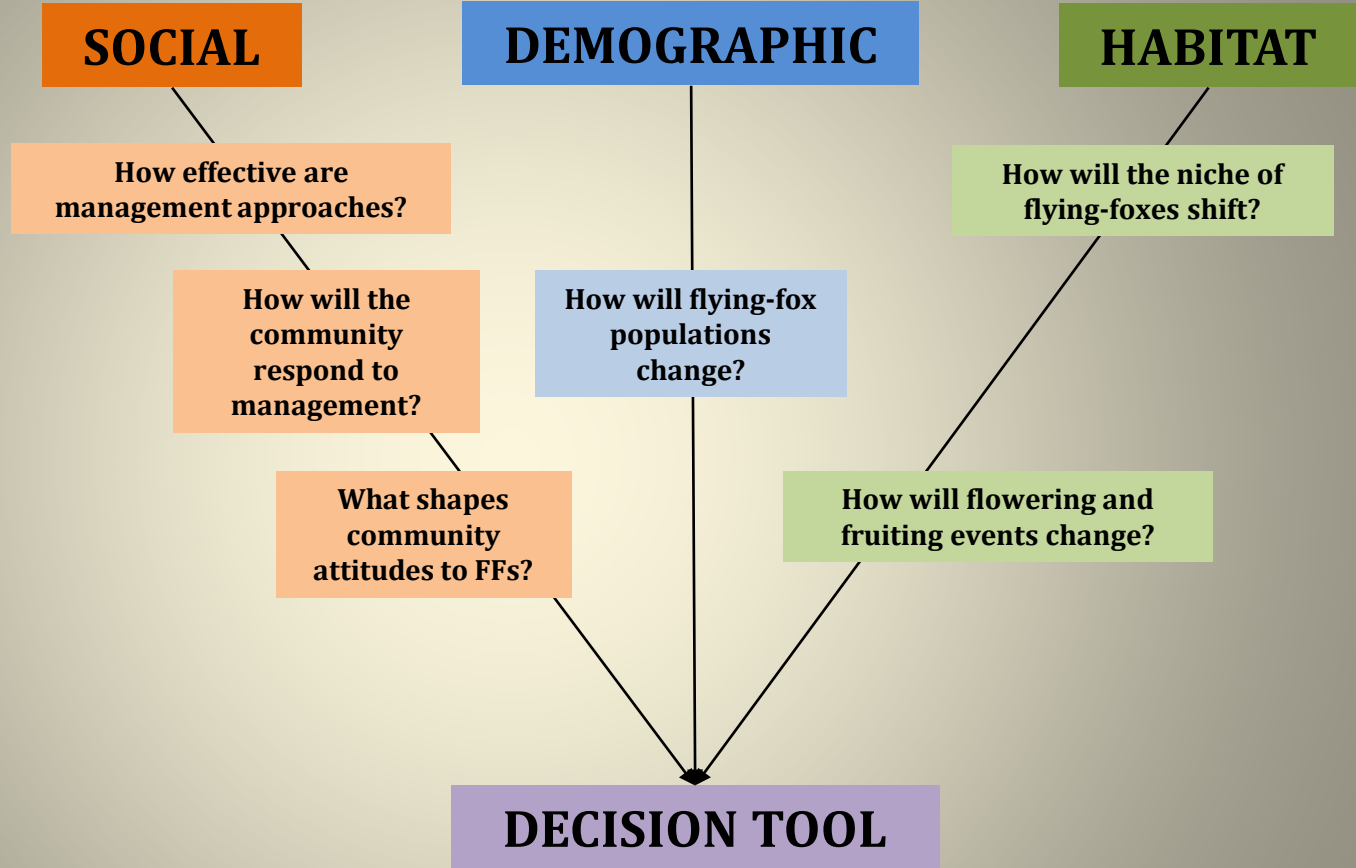 SOCIAL
DEMOGRAPHIC
HABITAT
How effective are
management approaches?
How will the niche of
flying-foxes shift?
How will the
community
respond to
management?
How will flying-fox
populations
change?
What shapes
community
attitudes to FFs?
How will flowering and
fruiting events change?
DECISION TOOL